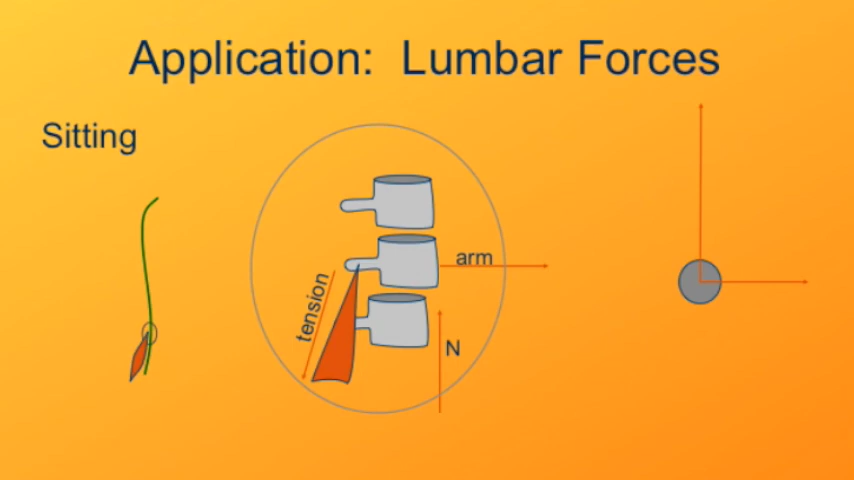 Application: Lumbar Forces
Sitting
arm
tension
N